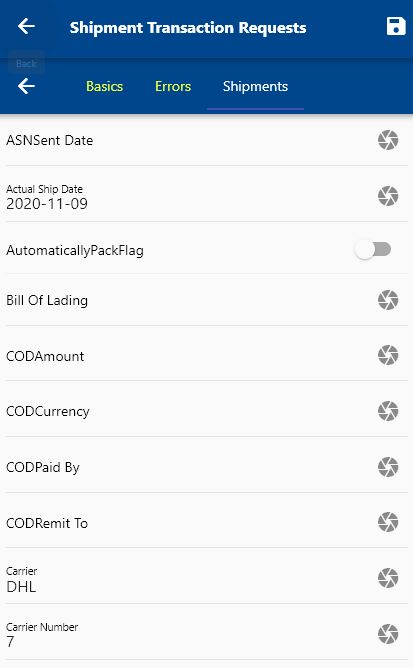 Shipment Transaction Requests
Back
Basics Errors Shipments
ASNSent Date
Actual Ship Date
2020-11-09
AutomaticallyPackFlag
Bill Of Lading
CODAmount
CODCurrency
CODPaid By
CODRemit To
Carrier
DHL
Carrier Number
7